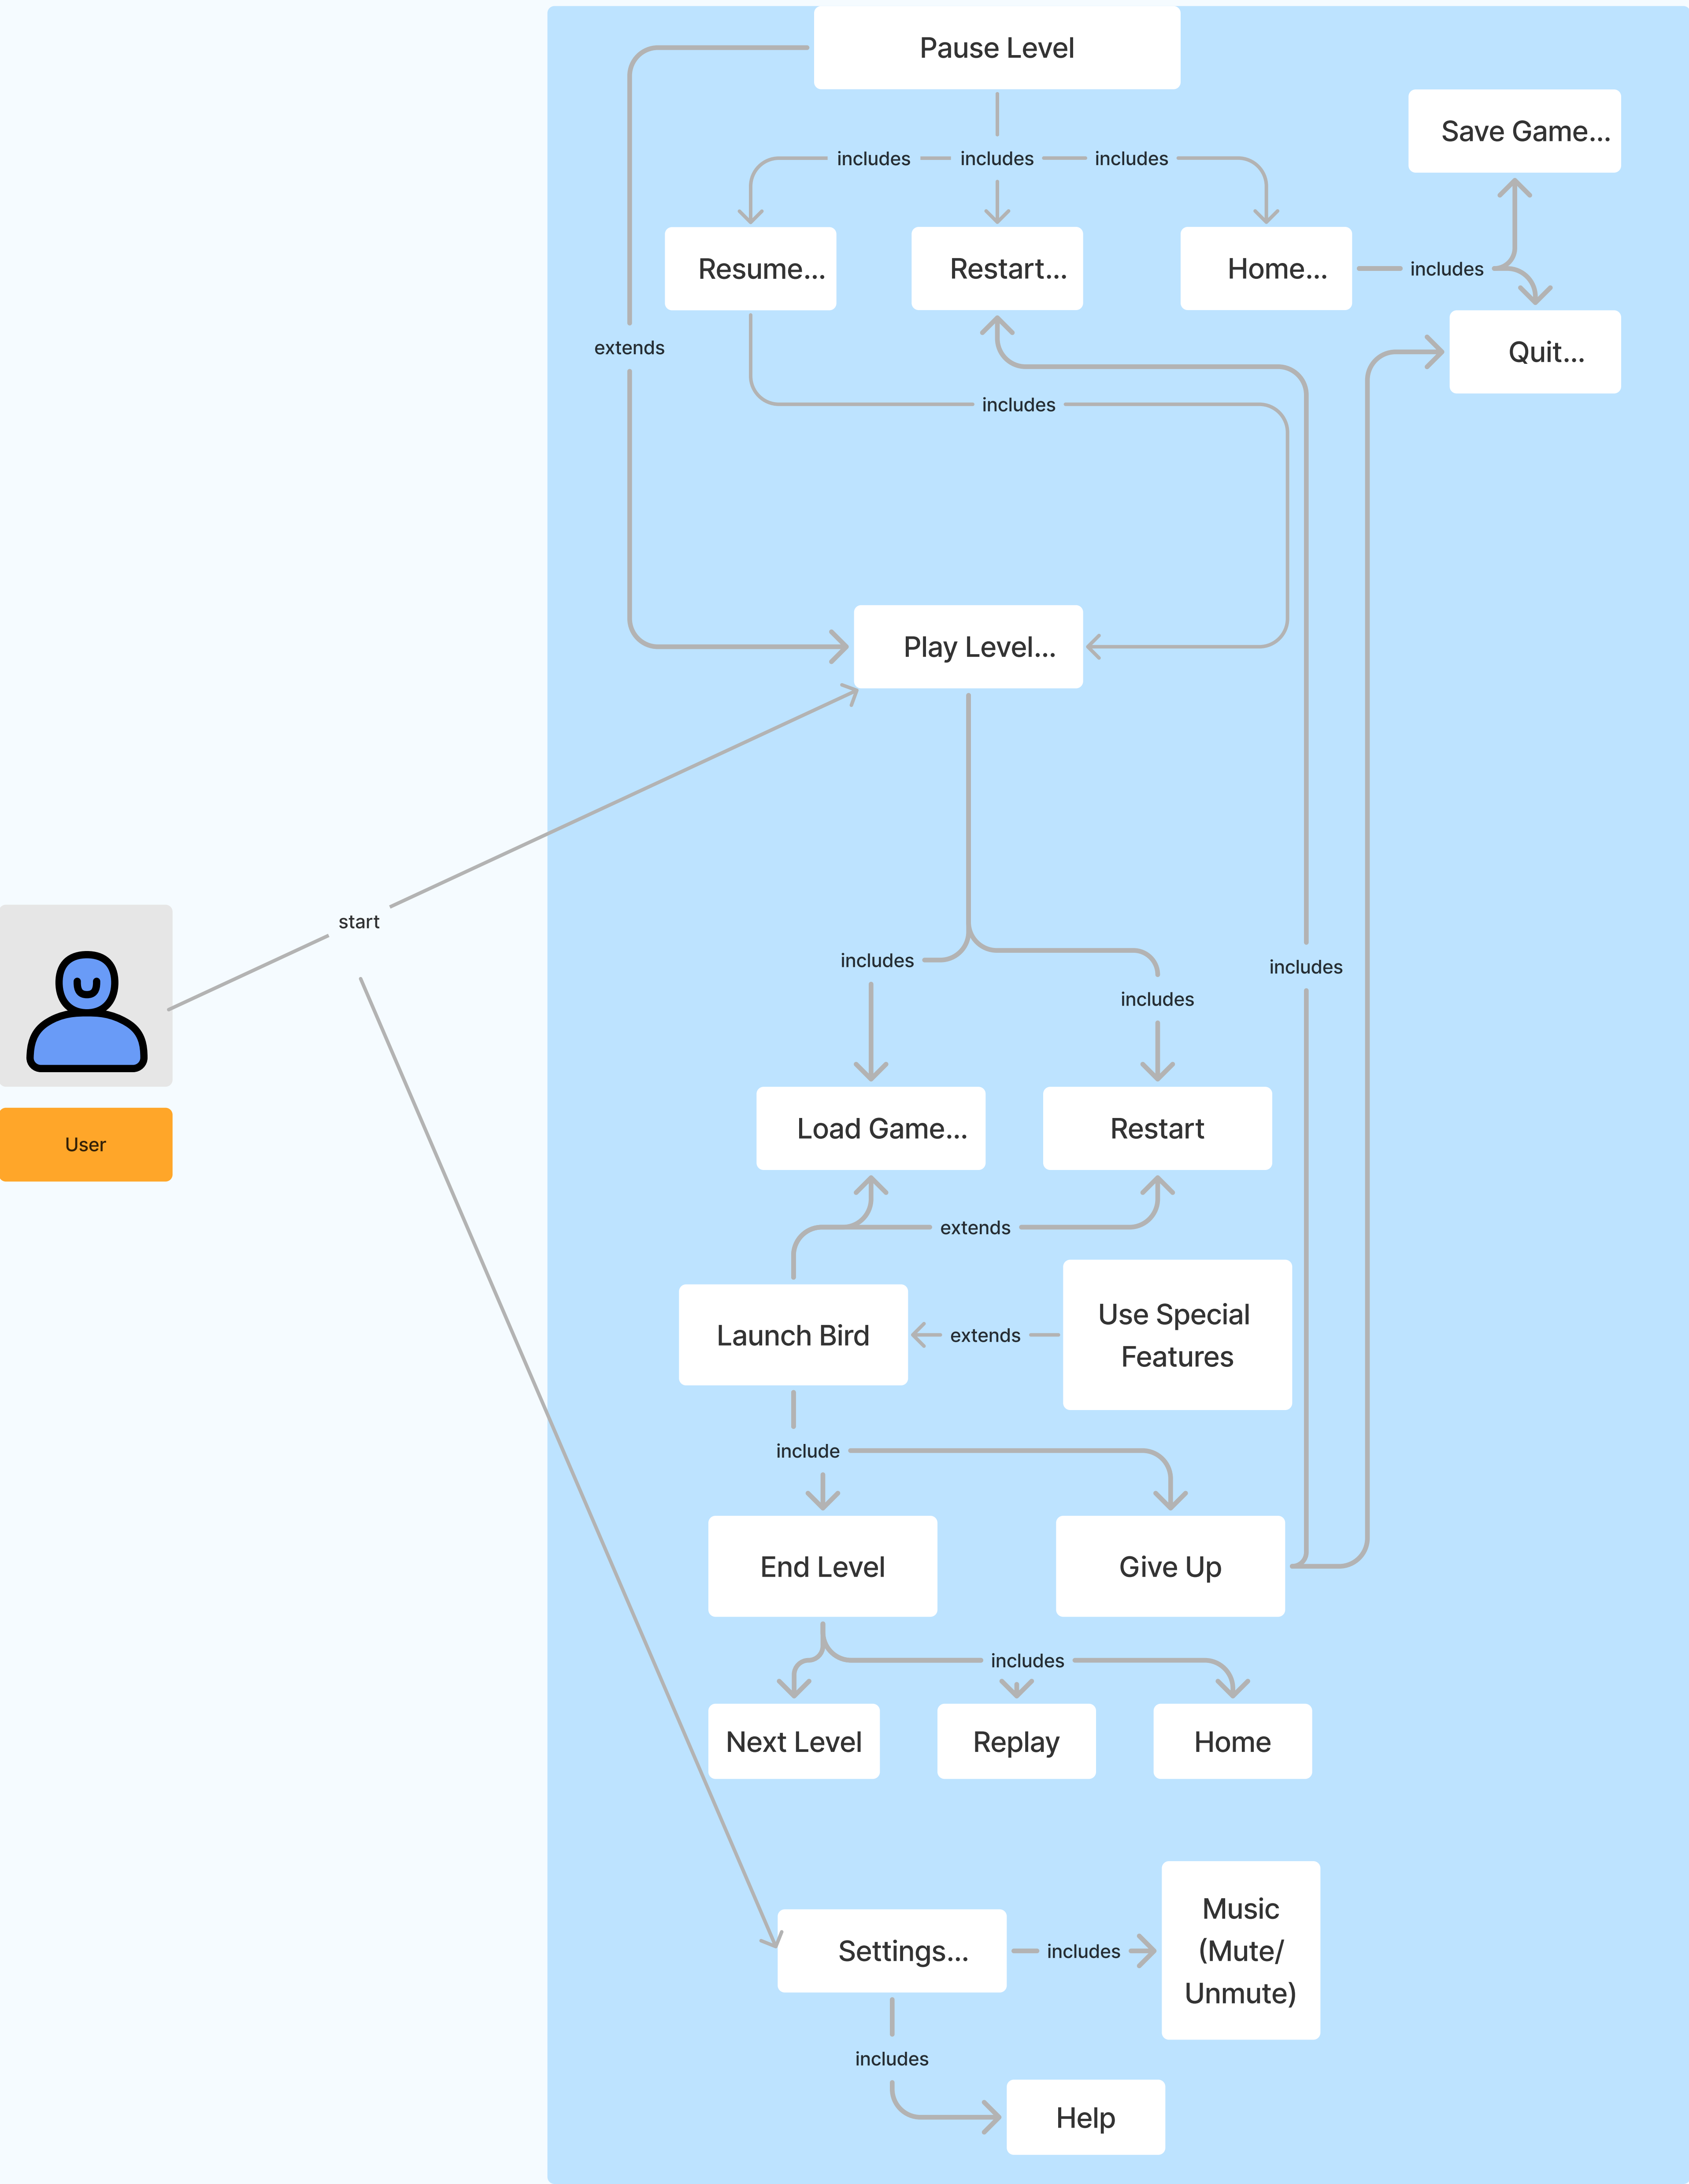 Pause Level
Save Game...
includes
includes
includes
Resume...
Restart...
Home...
includes
extends
Quit...
includes
Play Level...
start
includes
includes
includes
User
Load Game...
Restart
extends
Launch Bird
extends
Use Special
Features
include
End Level
Give Up
includes
Next Level
Replay
Home
Settings...
includes
Music
(Mute/
Unmute)
includes
Help